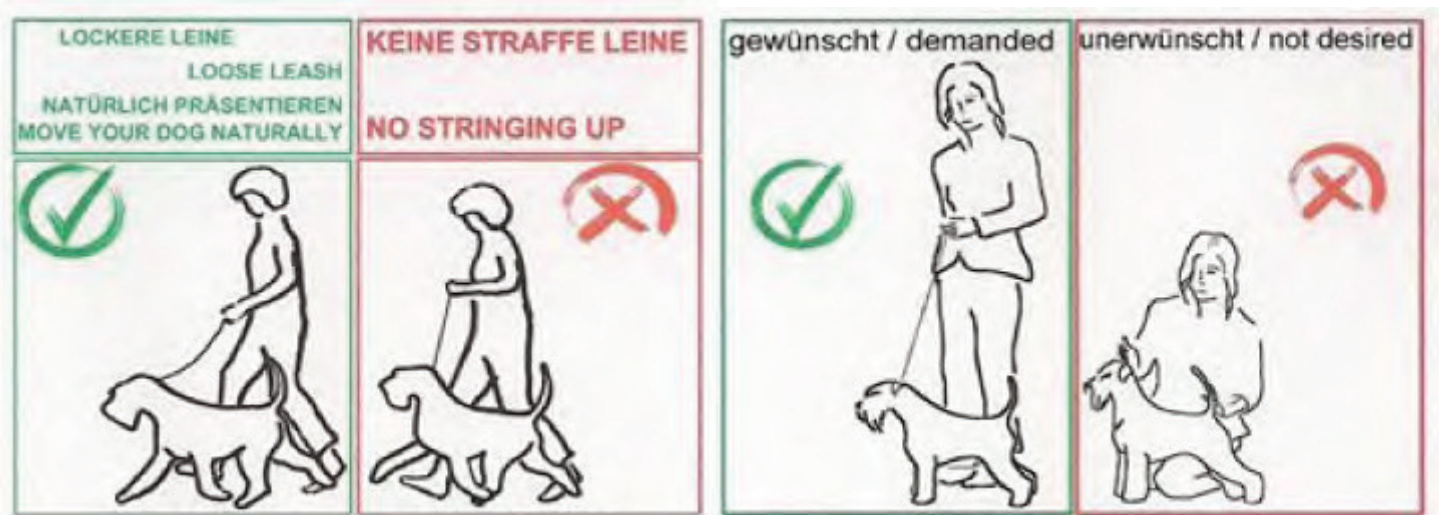 LOCKERE LEINE
LOOSE LEASH
NATÜRLICH PRÄSENTIEREN
MOVE YOUR DOG NATURALLY
KEINE STRAFFE LEINE
NO STRINGING UP
gewünscht / demanded
unerwünscht / not desired